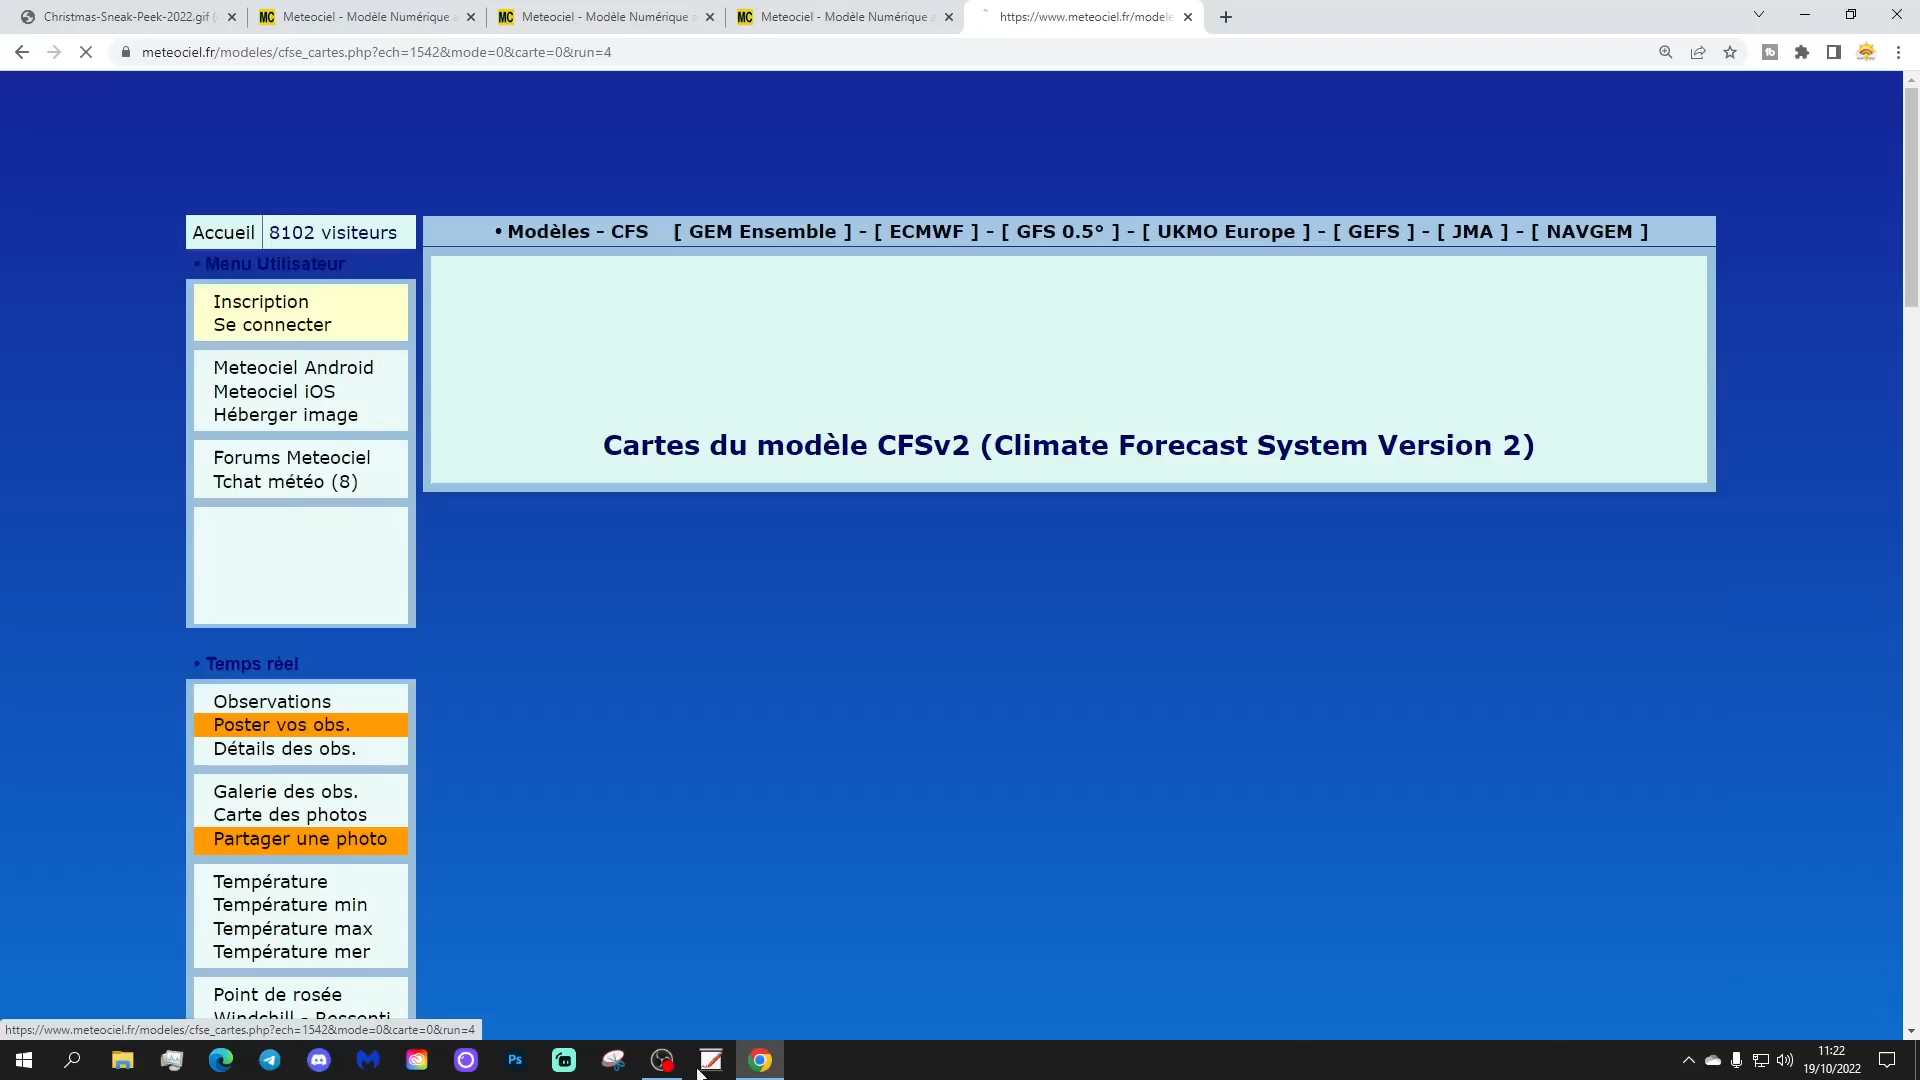 Christmas-Sneak-Peek-2022.gif (
Meteociel - Modèle Numérique
Meteociel - Modèle Numérique
Meteociel - Modèle Numérique
https://www.meteociel.fr/modele
meteociel.fr/modeles/cfse_cartes.php?ech=1542&mode=0&carte=0&run=4
Accueil
8102 visiteurs
• Modèles - CFS [ GEM Ensemble ] - [ ECMWF ] - [ GFS 0.5° ] - [ UKMO Europe ] - [ GEFS ] - [ JMA ] - [ NAVGEM ]
• Menu Utilisateur
Inscription
Se connecter
Meteociel Android
Meteociel iOS
Héberger image
Forums Meteociel
Tchat météo (8)
Cartes du modèle CFSv2 (Climate Forecast System Version 2)
• Temps réel
Observations
Poster vos obs.
Détails des obs.
Galerie des obs.
Carte des photos
Partager une photo
Température
Température min
Température max
Température mer
Point de rosée
Windchill - Ressenti
https://www.meteociel.fr/modeles/cfse_cartes.php?ech=1542&mode=0&carte=0&run=4
Ps
11:22
19/10/2022